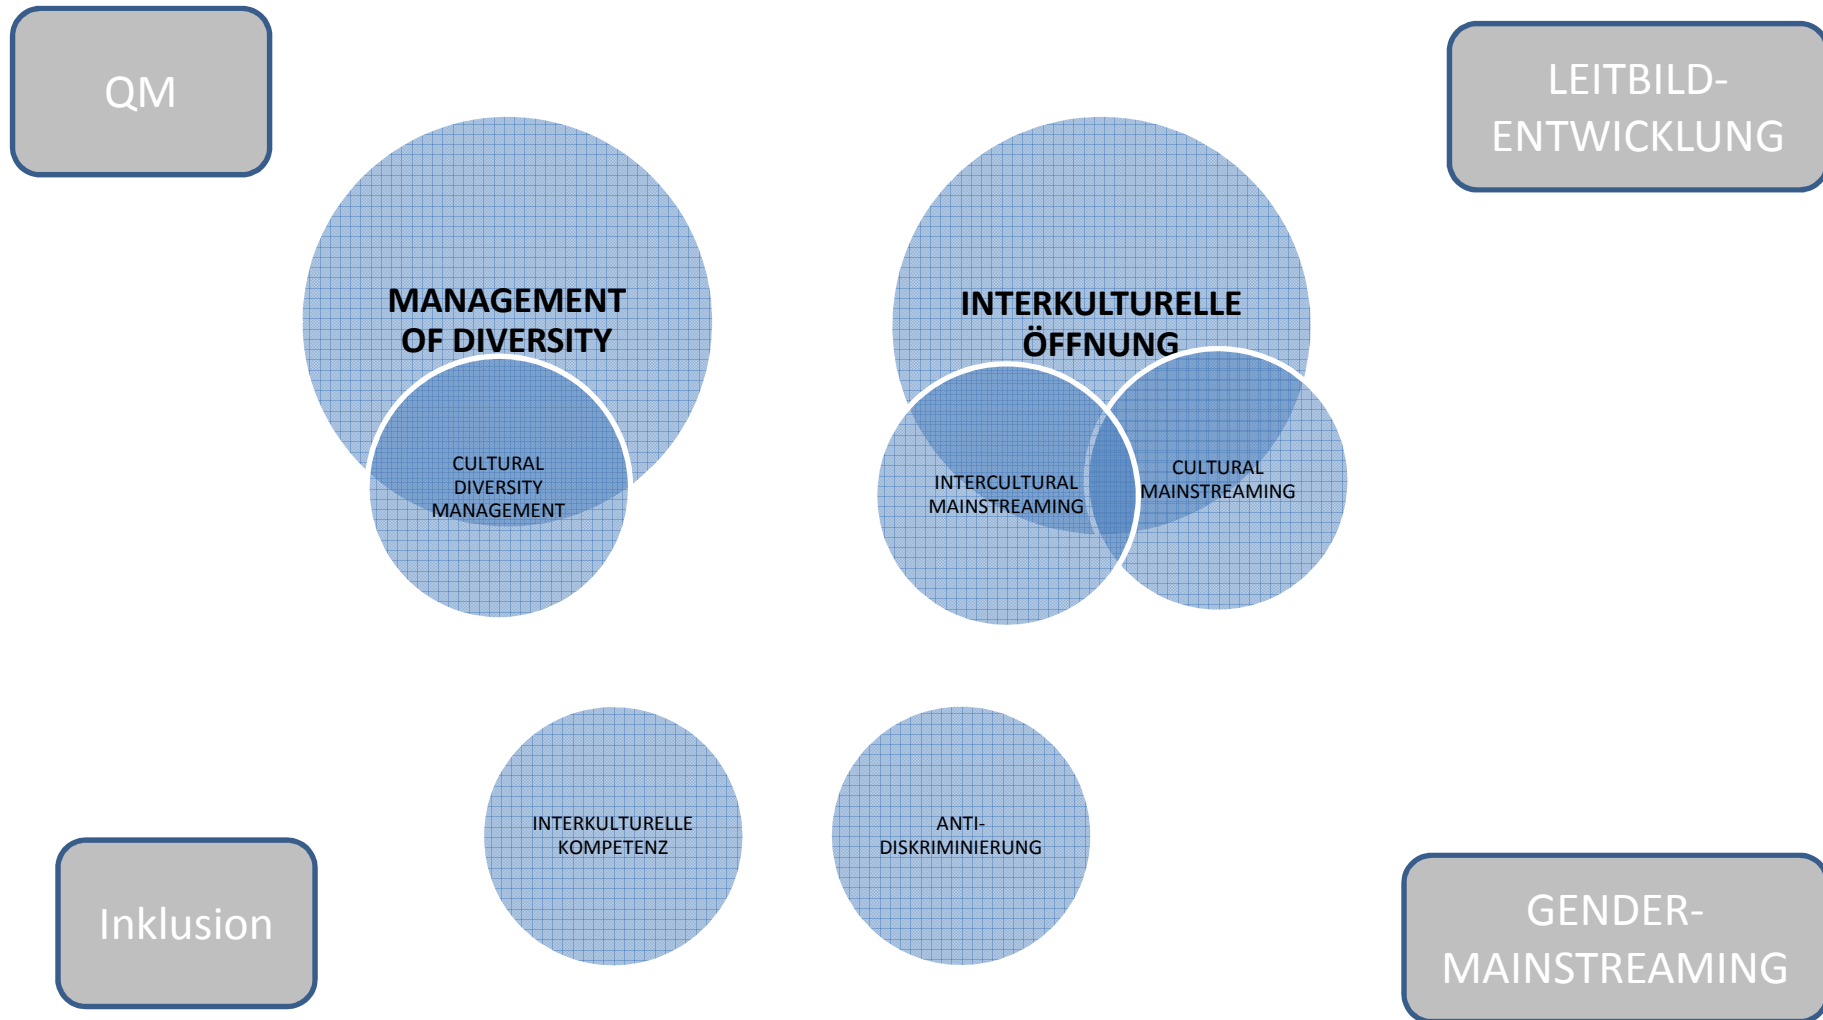 QM
LEITBILD-
ENTWICKLUNG
MANAGEMENT
OF DIVERSITY
INTERKULTURELLE
ÖFFNUNG
CULTURAL
DIVERSITY
MANAGEMENT
INTERCULTURAL
MAINSTREAMING
CULTURAL
MAINSTREAMING
INTERKULTURELLE
KOMPETENZ
ANTI-
DISKRIMINIERUNG
Inklusion
GENDER-
MAINSTREAMING